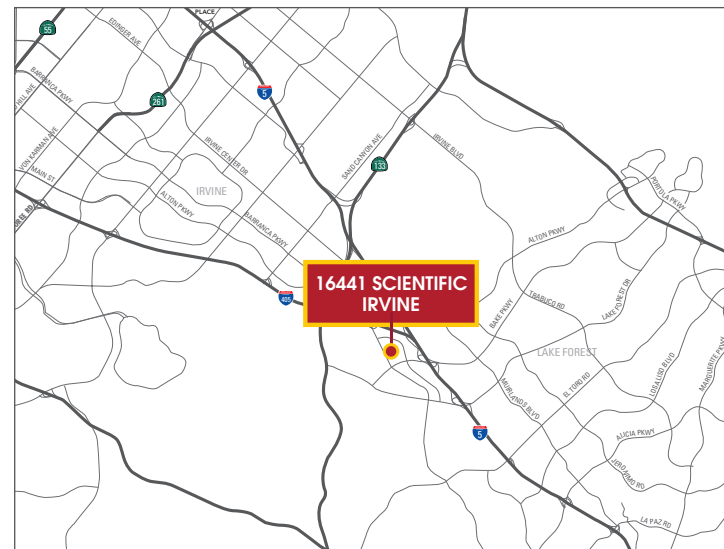 PLACE
55
EDINGER AVE
BARRANCA PKWY
HILL AVE
261
5
VON KARMAN AVE
MAIN ST
IRVINE CENTER DR
SAND CANYON AVE
IRVINE BLVD
133
IRVINE
ALTON PKWY
BARRANCA PKWY
PORTOLA PKWY
ALTON PKWY
405
16441 SCIENTIFIC
IRVINE
BAKE PKWY
TRABUCO RD
LAKE FOREST DR
LAKE FOREST
EL TORO RD
LOS ALISO BLVD
MARGUERITE PKWY
MUIRLANDS BLVD
5
ALICIA PKWY
JERONIMO RD
LA PAZ RD